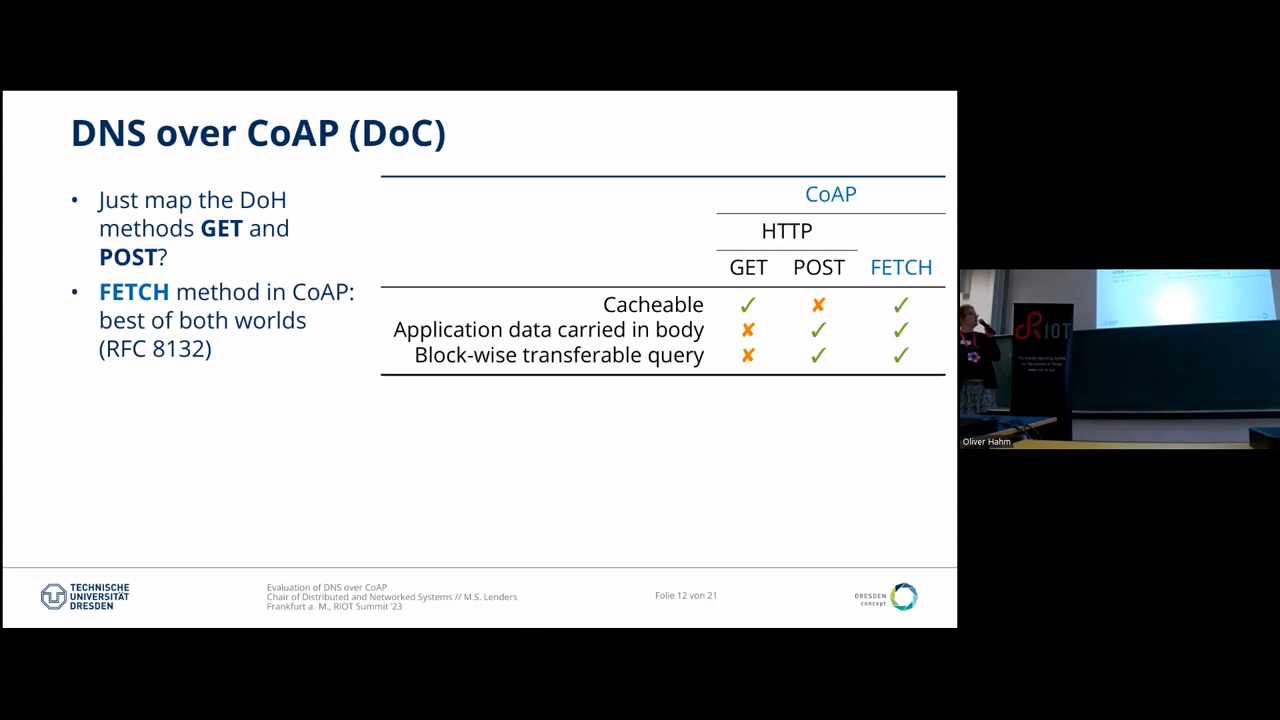 DNS over CoAP (DoC)
• Just map the DoH
methods GET and
POST?
• FETCH method in CoAP:
best of both worlds
(RFC 8132)
CoAP
HTTP
GET POST FETCH
Cacheable ✓ ✘ ✓
Application data carried in body ✘ ✓ ✓
Block-wise transferable query ✘ ✓ ✓
TECHNISCHE
UNIVERSITÄT
DRESDEN
Evaluation of DNS over CoAP
Chair of Distributed and Networked Systems // M.S. Lenders
Frankfurt a. M., RIOT Summit '23
Folie 12 von 21
DRESDEN
concept
RIOT
Oliver Hahm